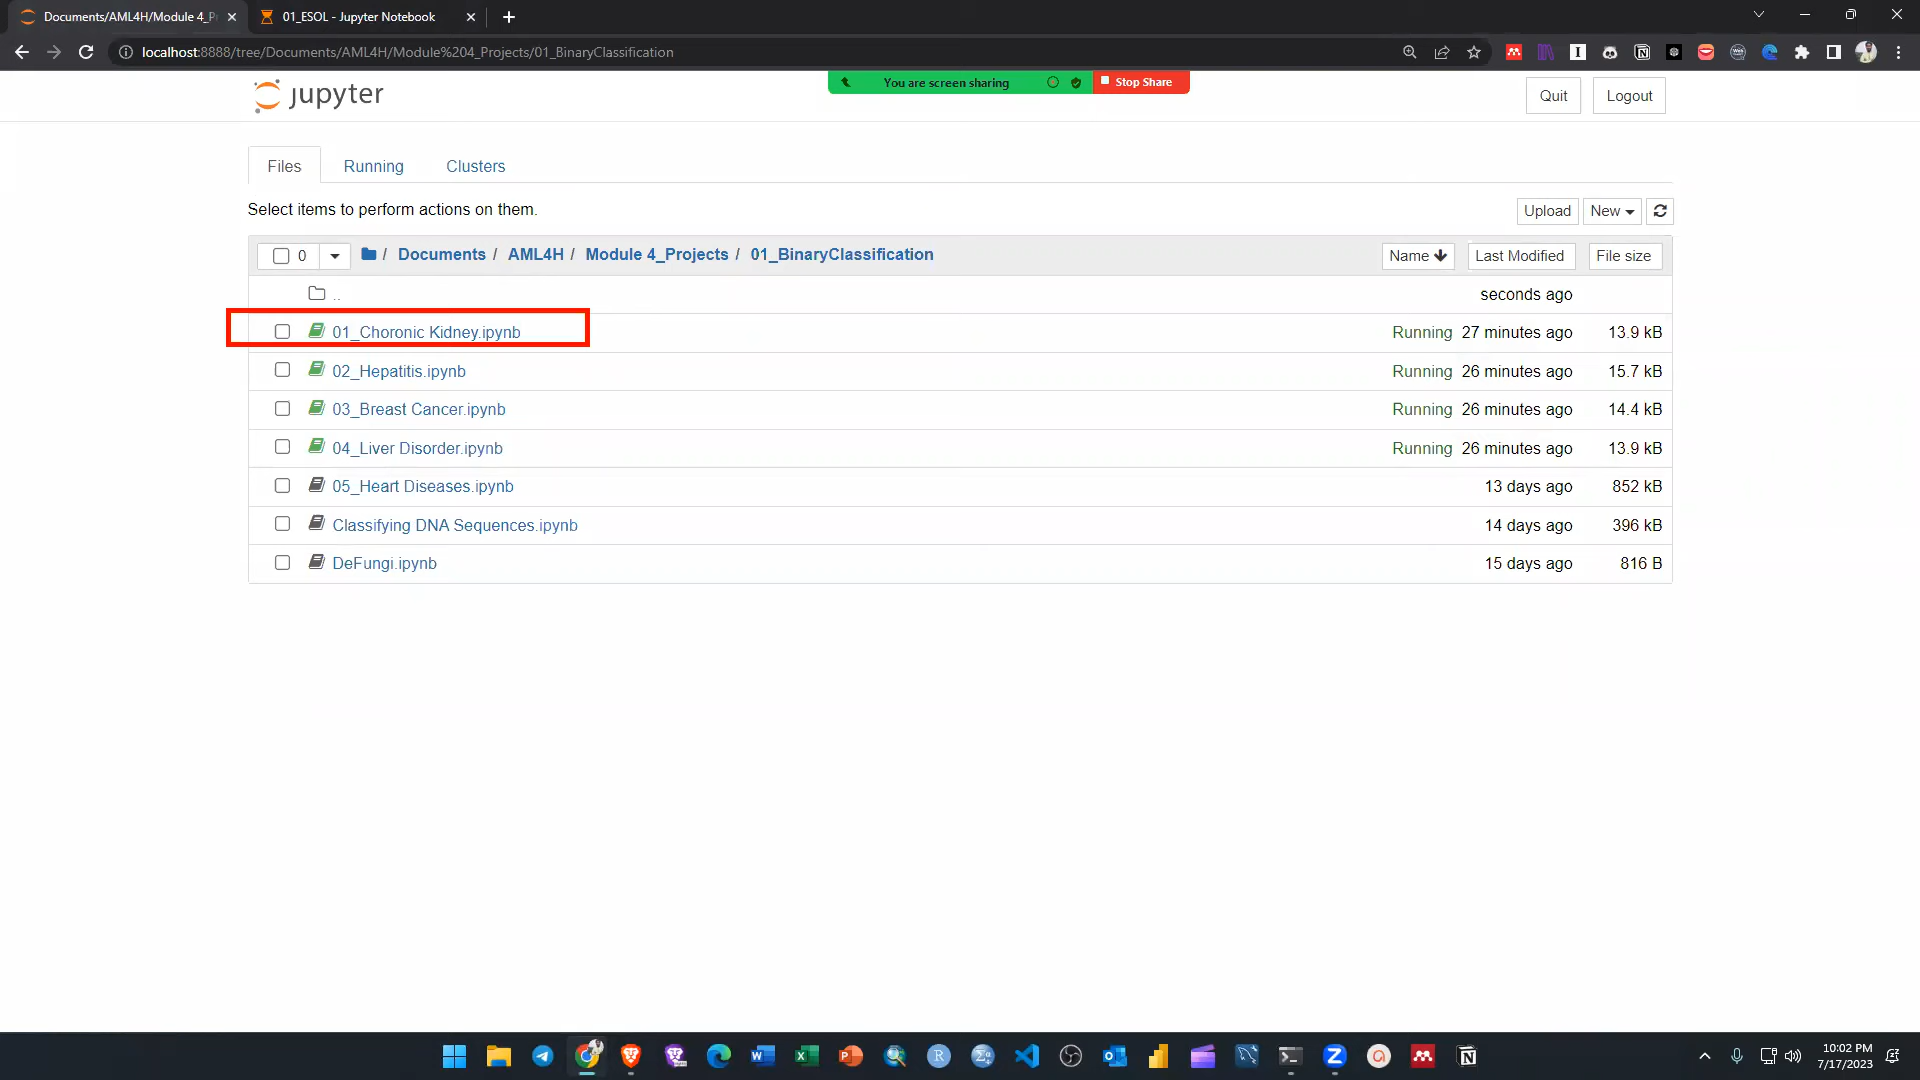 Documents/AML4H/Module 4_P
01_ESOL - Jupyter Notebook
localhost:8888/tree/Documents/AML4H/Module%204_Projects/01_BinaryClassification
jupyter
You are screen sharing
Stop Share
Quit
Logout
Files
Running
Clusters
Select items to perform actions on them.
Upload
New
0
/ Documents / AML4H / Module 4_Projects / 01_BinaryClassification
Name
Last Modified
File size
..
seconds ago
01_Choronic Kidney.ipynb Running 27 minutes ago 13.9 kB
02_Hepatitis.ipynb Running 26 minutes ago 15.7 kB
03_Breast Cancer.ipynb Running 26 minutes ago 14.4 kB
04_Liver Disorder.ipynb Running 26 minutes ago 13.9 kB
05_Heart Diseases.ipynb 13 days ago 852 kB
Classifying DNA Sequences.ipynb 14 days ago 396 kB
DeFungi.ipynb 15 days ago 816 B
10:02 PM
7/17/2023